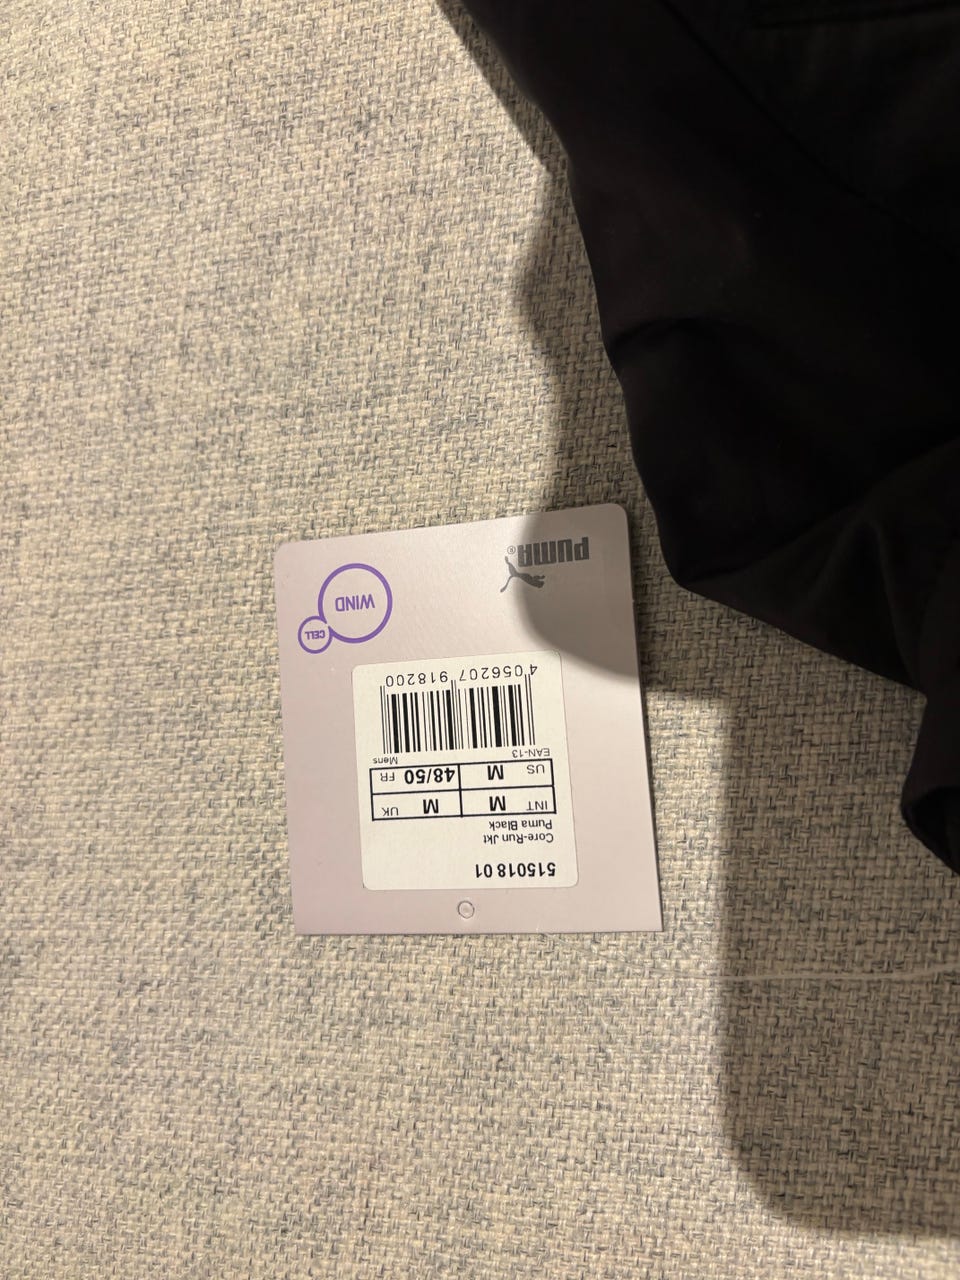 515018 01
Core-Run Jkt
Puma Black
INT M M UK
US M 48/50 FR
EAN-13 Mens
4 056207 918200
CELL
WIND
PUMA®